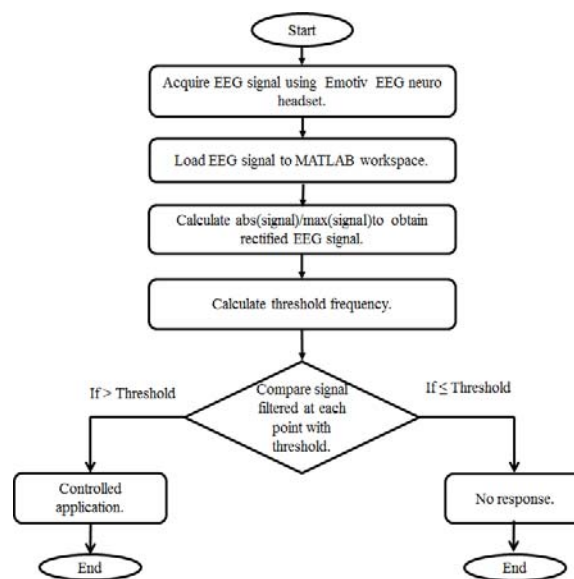 Start
Acquire EEG signal using Emotiv EEG neuro
headset.
Load EEG signal to MATLAB workspace.
Calculate abs(signal)/max(signal)to obtain
rectified EEG signal.
Calculate threshold frequency.
If > Threshold
If ≤ Threshold
Compare signal
filtered at each
point with
threshold.
Controlled
application.
No response.
End
End